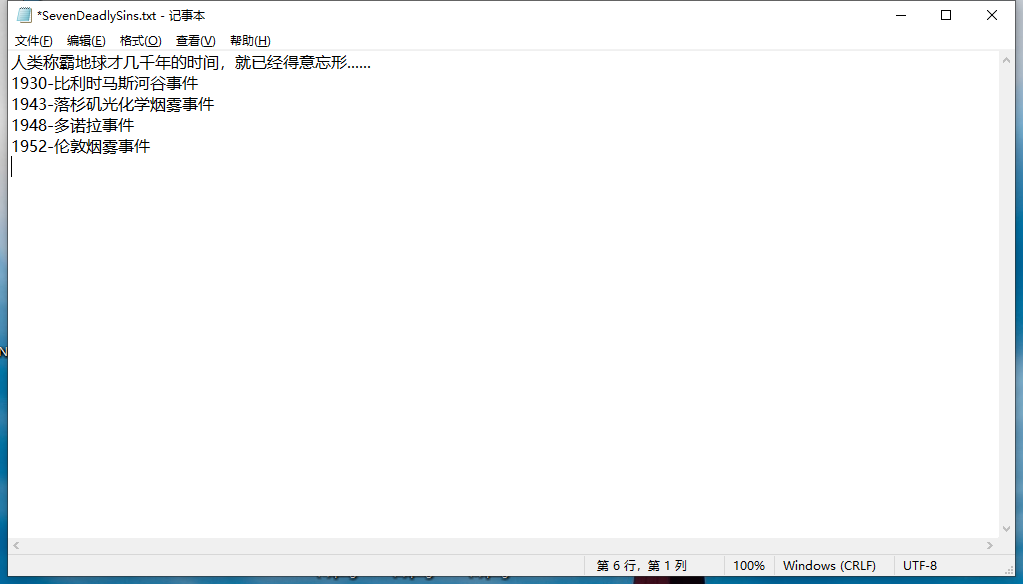 *SevenDeadlySins.txt - 记事本
文件(F) 编辑(E) 格式(O) 查看(V) 帮助(H)
人类称霸地球才几千年的时间，就已经得意忘形......
1930-比利时马斯河谷事件
1943-落杉矶光化学烟雾事件
1948-多诺拉事件
1952-伦敦烟雾事件
N
第 6 行，第 1 列 100% Windows (CRLF) UTF-8